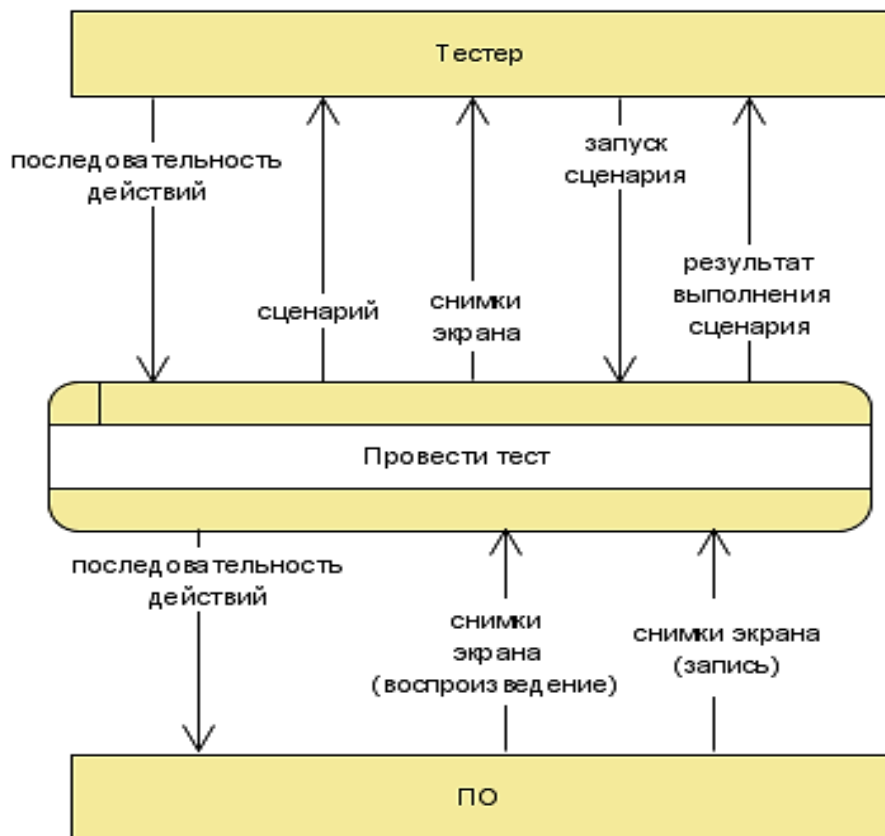 Тестер
последовательность
действий
сценарий
снимки
экрана
запуск
сценария
результат
выполнения
сценария
Провести тест
последовательность
действий
снимки
экрана
(воспроизведение)
снимки экрана
(запись)
ПО